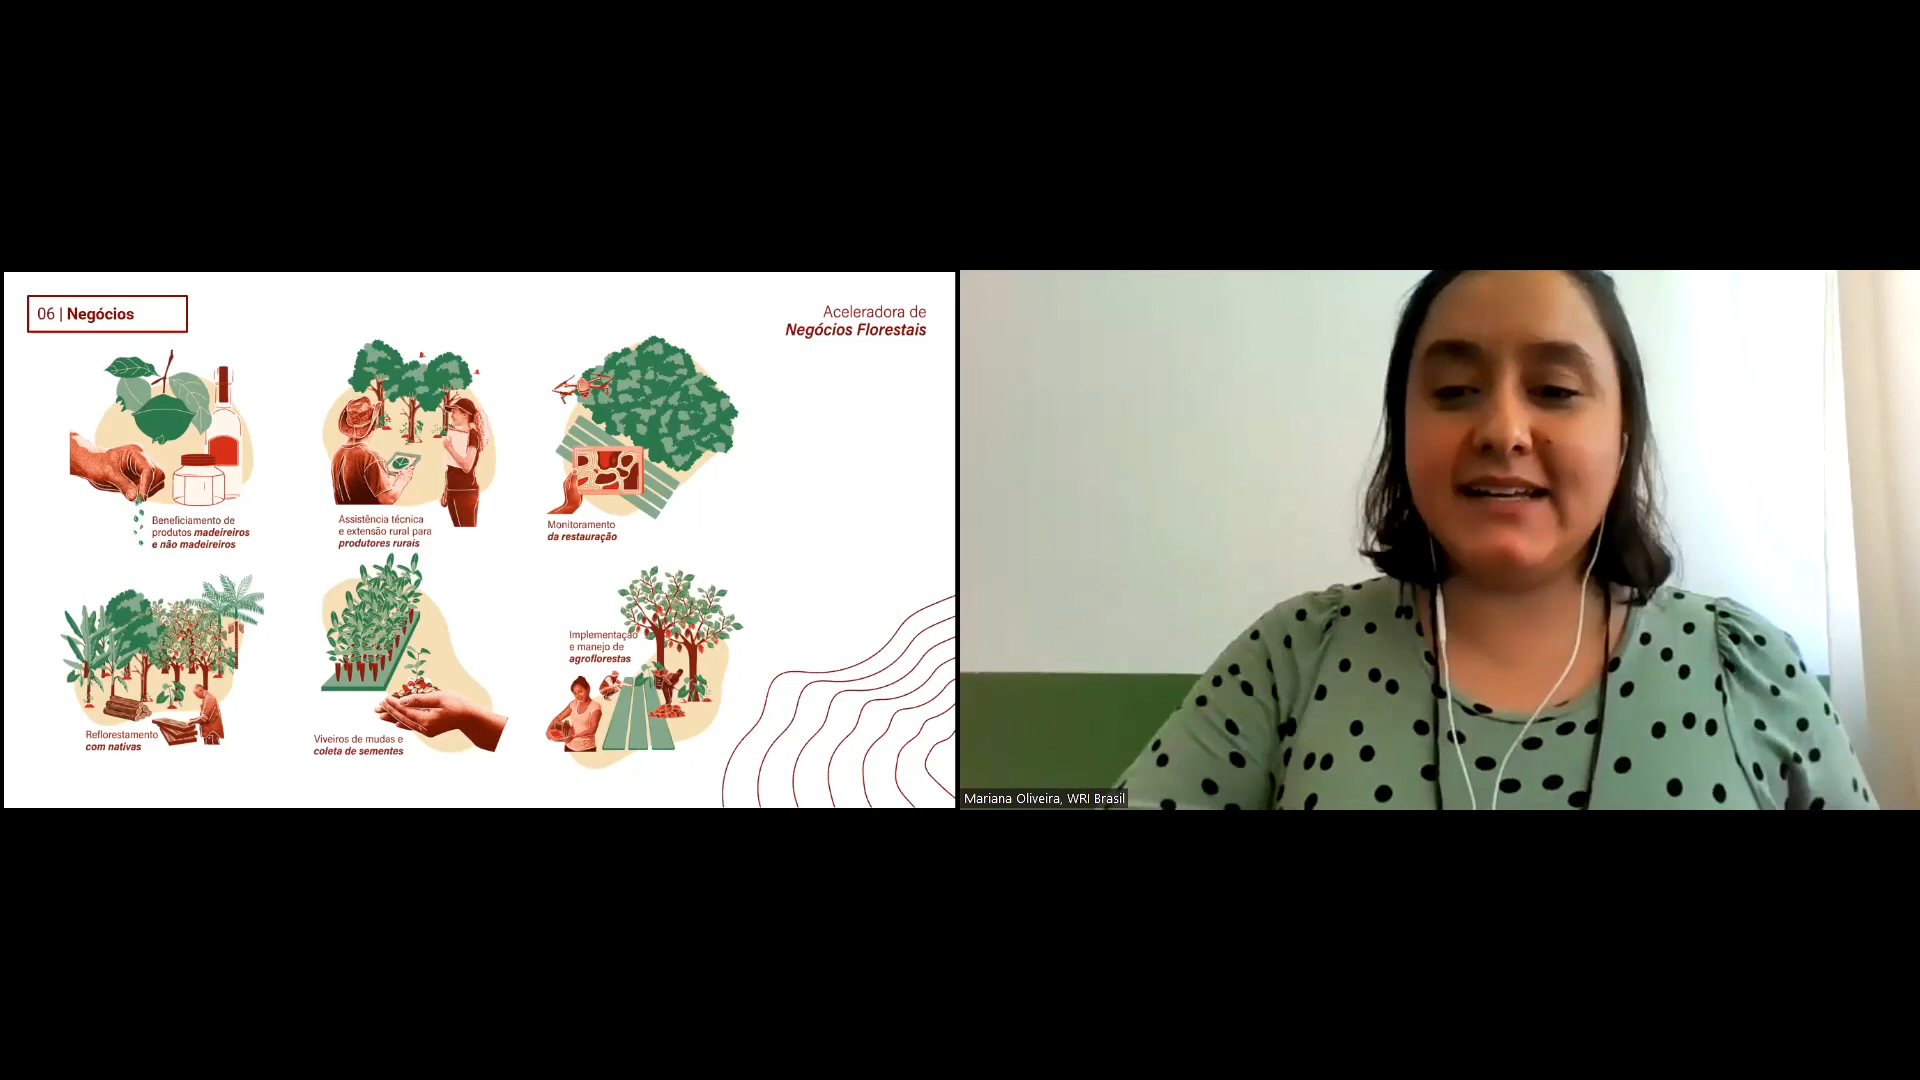 06 | Negócios
Aceleradora de
Negócios Florestais
Beneficiamento de
produtos madeireiros
e não madeireiros
Assistência técnica
e extensão rural para
produtores rurais
Monitoramento
da restauração
Reflorestamento
com nativas
Viveiros de mudas e
coleta de sementes
Implementação
e manejo de
agroflorestas
Mariana Oliveira, WRI Brasil